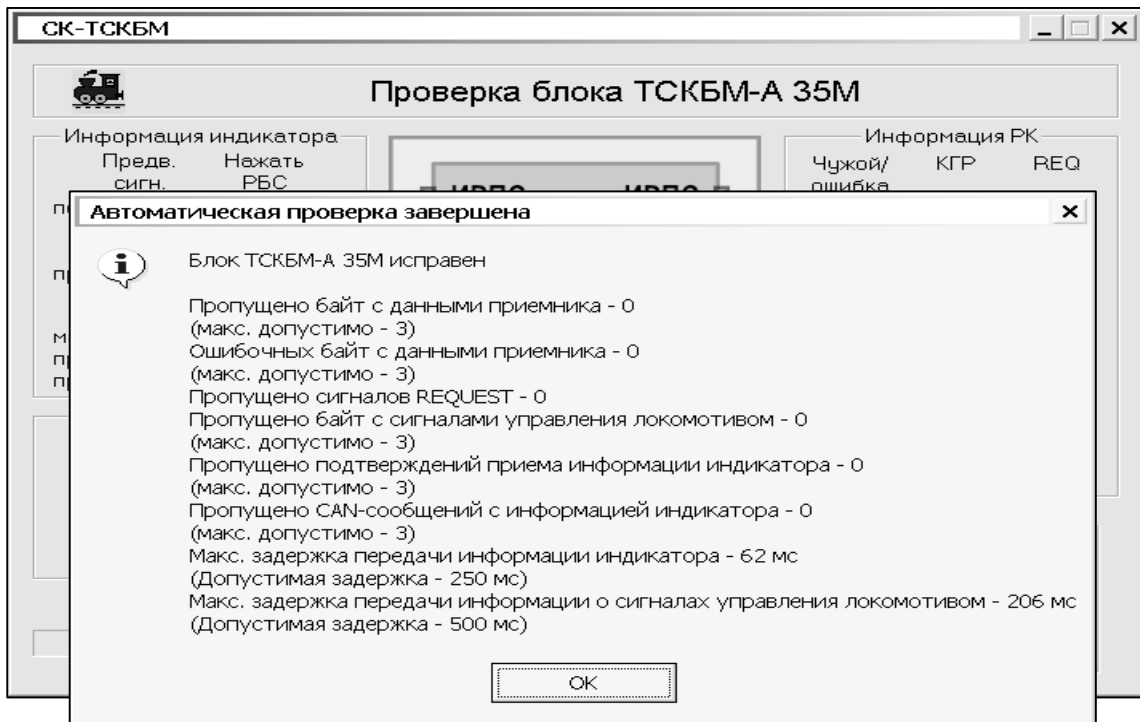 СК-ТСКБМ
Проверка блока ТСКБМ-А 35М
Информация индикатора
Предв. сигн.
Нажать РБС
Информация РК
Чужой/ ошибка
КГР
REQ
Автоматическая проверка завершена
Блок ТСКБМ-А 35М исправен
Пропущено байт с данными приемника - 0
(макс. допустимо - 3)
Ошибочных байт с данными приемника - 0
(макс. допустимо - 3)
Пропущено сигналов REQUEST - 0
Пропущено байт с сигналами управления локомотивом - 0
(макс. допустимо - 3)
Пропущено подтверждений приема информации индикатора - 0
(макс. допустимо - 3)
Пропущено CAN-сообщений с информацией индикатора - 0
(макс. допустимо - 3)
Макс. задержка передачи информации индикатора - 62 мс
(Допустимая задержка - 250 мс)
Макс. задержка передачи информации о сигналах управления локомотивом - 206 мс
(Допустимая задержка - 500 мс)
OK